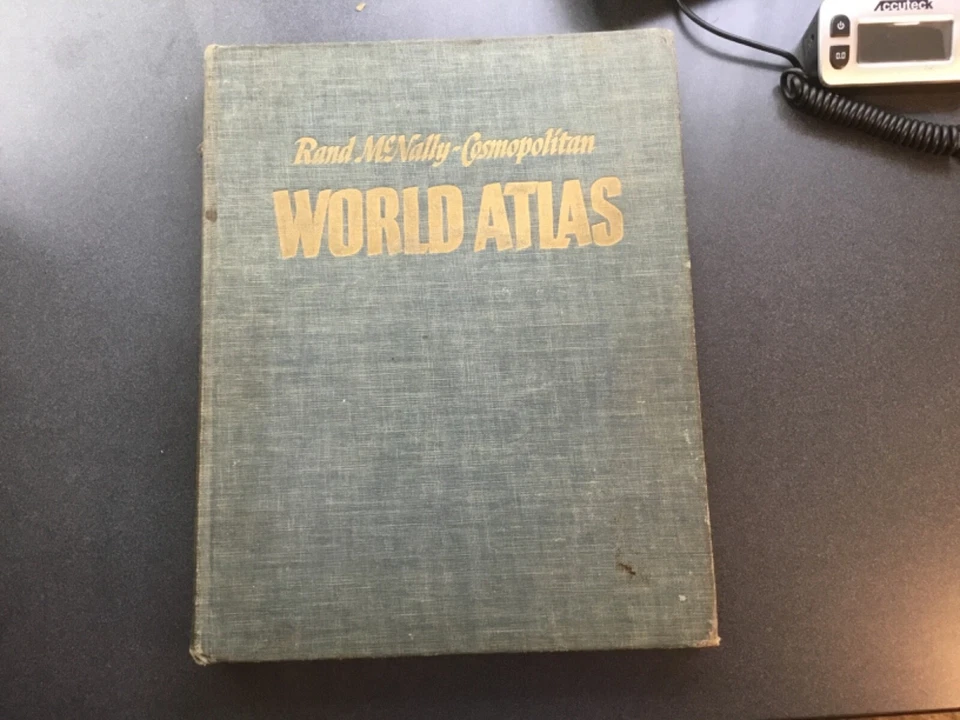 Rand McNally-Cosmopolitan
WORLD ATLAS
Accuteck